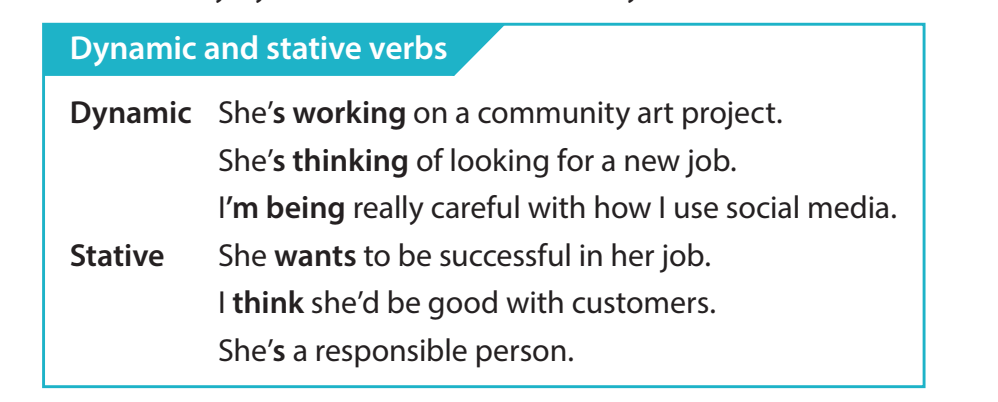 Dynamic and stative verbs
Dynamic She's working on a community art project.
She's thinking of looking for a new job.
I'm being really careful with how I use social media.
Stative She wants to be successful in her job.
I think she'd be good with customers.
She's a responsible person.